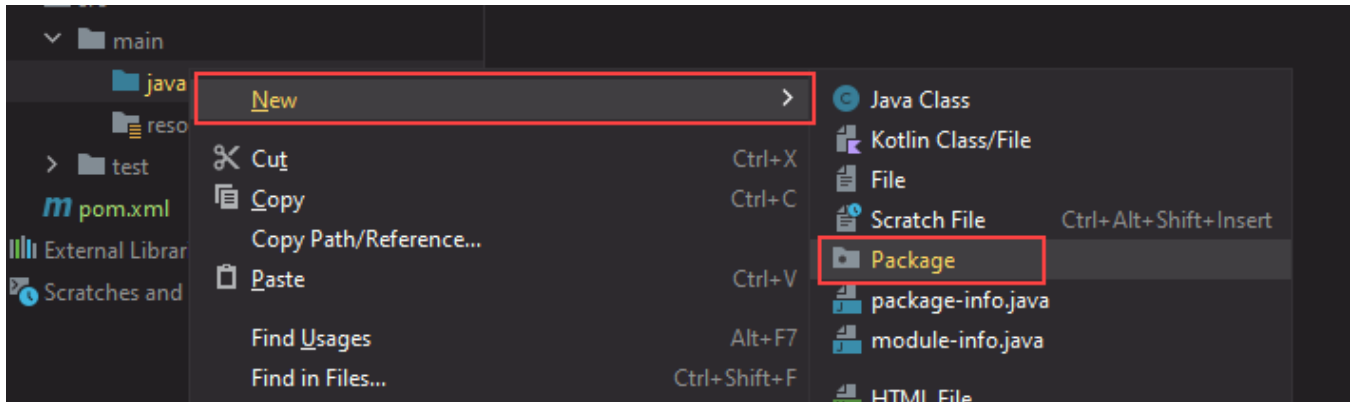 main
java
reso
test
m pom.xml
External Librar
Scratches and
New
Cut Ctrl+X
Copy Ctrl+C
Copy Path/Reference...
Paste Ctrl+V
Find Usages Alt+F7
Find in Files... Ctrl+Shift+F
C Java Class
Kotlin Class/File
File
Scratch File Ctrl+Alt+Shift+Insert
Package
package-info.java
module-info.java
HTML File